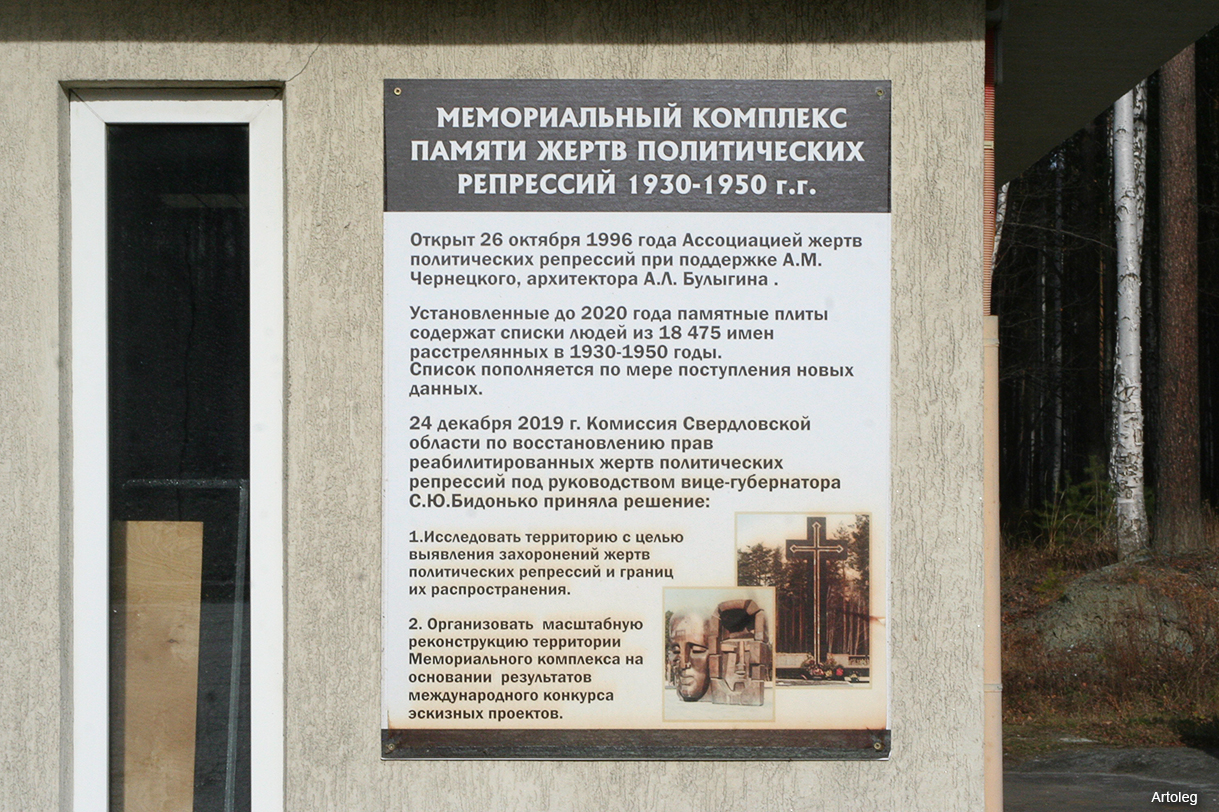 МЕМОРИАЛЬНЫЙ КОМПЛЕКС
ПАМЯТИ ЖЕРТВ ПОЛИТИЧЕСКИХ
РЕПРЕССИЙ 1930-1950 г.г.
Открыт 26 октября 1996 года Ассоциацией жертв
политических репрессий при поддержке А.М.
Чернецкого, архитектора А.Л. Булыгина .
Установленные до 2020 года памятные плиты
содержат списки людей из 18 475 имен
расстрелянных в 1930-1950 годы.
Список пополняется по мере поступления новых
данных.
24 декабря 2019 г. Комиссия Свердловской
области по восстановлению прав
реабилитированных жертв политических
репрессий под руководством вице-губернатора
С.Ю.Бидонько приняла решение:
1.Исследовать территорию с целью
выявления захоронений жертв
политических репрессий и границ
их распространения.
2. Организовать масштабную
реконструкцию территории
Мемориального комплекса на
основании результатов
международного конкурса
эскизных проектов.
Artoleg